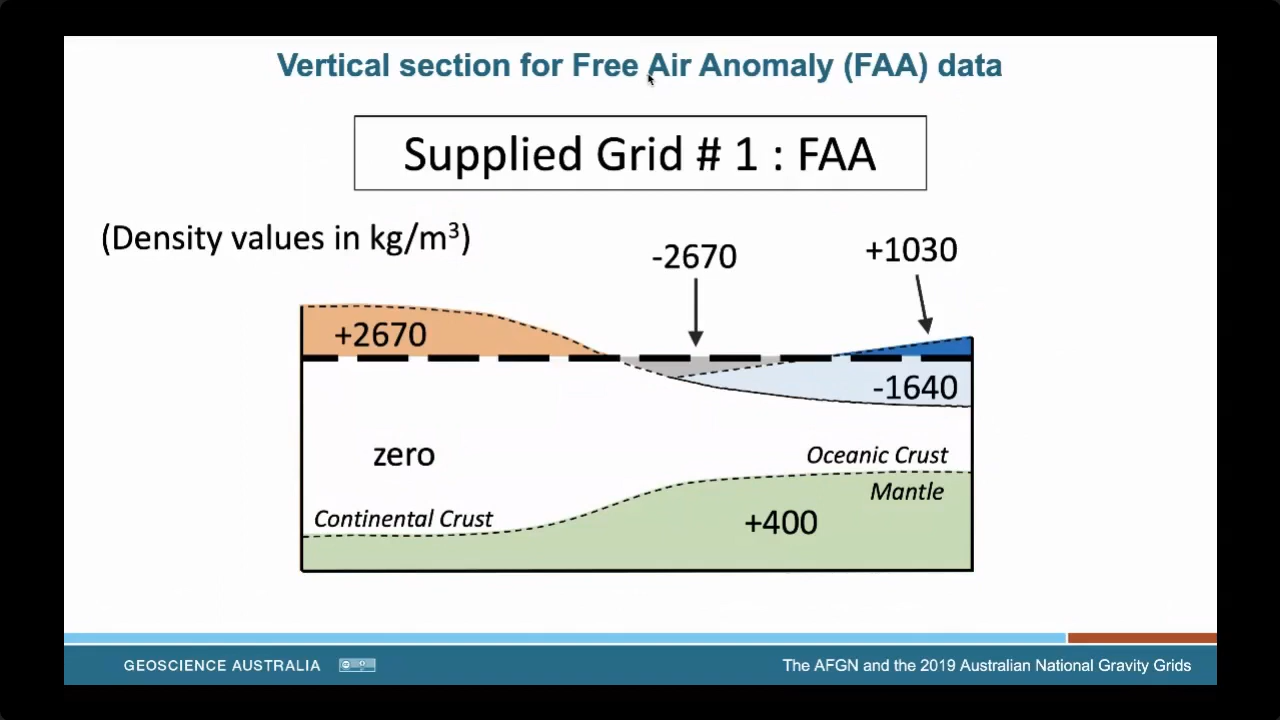 Vertical section for Free Air Anomaly (FAA) data
Supplied Grid # 1 : FAA
(Density values in kg/m³)
-2670
+1030
+2670
-1640
zero
Oceanic Crust
Mantle
Continental Crust
+400
GEOSCIENCE AUSTRALIA
The AFGN and the 2019 Australian National Gravity Grids